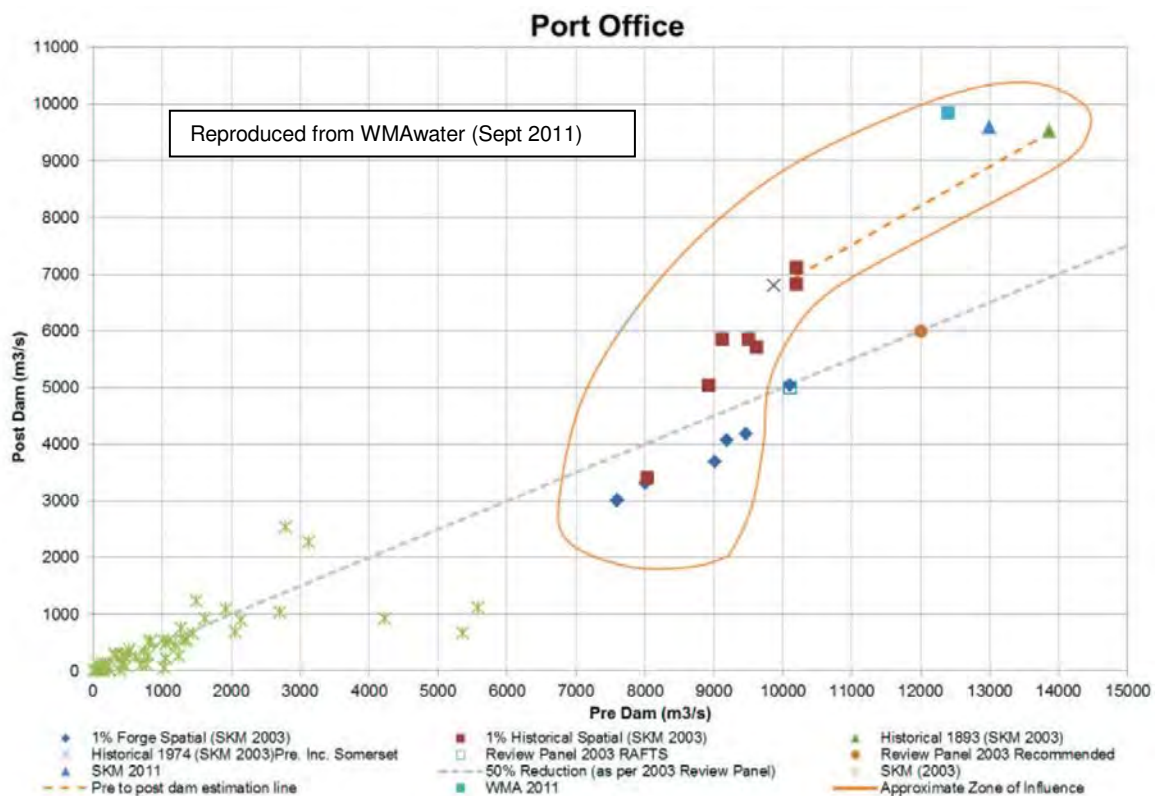 Port Office
11000
10000
9000
8000
7000
6000
5000
4000
3000
2000
1000
0
Reproduced from WMAwater (Sept 2011)
Post Dam (m3/s)
0 1000 2000 3000 4000 5000 6000 7000 8000 9000 10000 11000 12000 13000 14000 15000
Pre Dam (m3/s)
1% Forge Spatial (SKM 2003)
1% Historical Spatial (SKM 2003)
Historical 1893 (SKM 2003)
Historical 1974 (SKM 2003)Pre. Inc. Somerset
Review Panel 2003 RAFTS
Review Panel 2003 Recommended
SKM 2011
50% Reduction (as per 2003 Review Panel)
SKM (2003)
Pre to post dam estimation line
WMA 2011
Approximate Zone of Influence